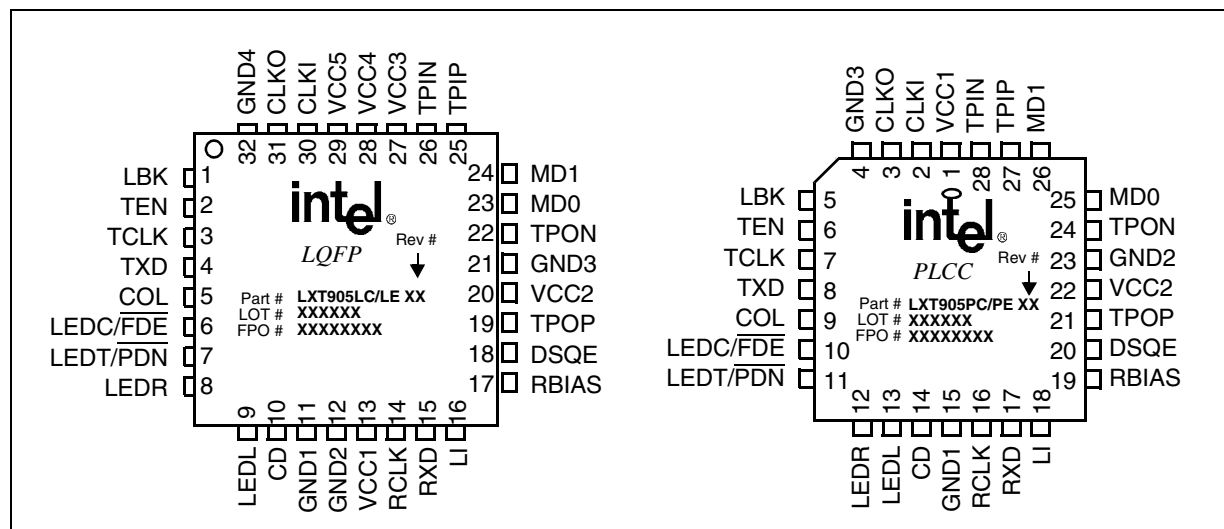 GND4
CLKO
CLKI
VCC5
VCC4
VCC3
TPIN
TPIP
32
31
30
29
28
27
26
25
LBK 1
TEN 2
TCLK 3
TXD 4
COL 5
LEDC/FDE 6
LEDT/PDN 7
LEDR 8
intel®
LQFP
Rev #
Part # LXT905LC/LE XX
LOT # XXXXXX
FPO # XXXXXXXX
24 MD1
23 MD0
22 TPON
21 GND3
20 VCC2
19 TPOP
18 DSQE
17 RBIAS
9
10
11
12
13
14
15
16
LEDL
CD
GND1
GND2
VCC1
RCLK
RXD
LI
GND3
CLKO
CLKI
VCC1
TPIN
TPIP
MD1
4
3
2
1
28
27
26
LBK 5
TEN 6
TCLK 7
TXD 8
COL 9
LEDC/FDE 10
LEDT/PDN 11
intel®
PLCC
Rev #
Part # LXT905PC/PE XX
LOT # XXXXXX
FPO # XXXXXXXX
25 MD0
24 TPON
23 GND2
22 VCC2
21 TPOP
20 DSQE
19 RBIAS
12
13
14
15
16
17
18
LEDR
LEDL
CD
GND1
RCLK
RXD
LI